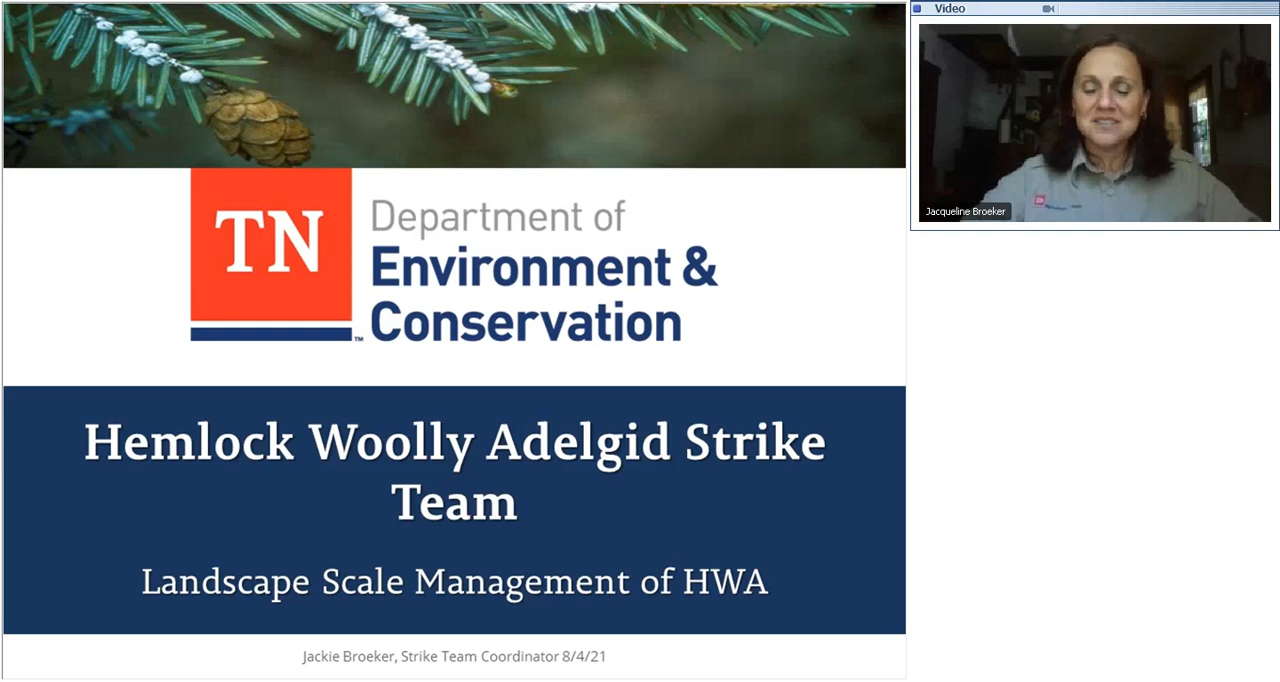 Video
Jacqueline Broeker
TN
™
Department of
Environment &
Conservation
Hemlock Woolly Adelgid Strike
Team
Landscape Scale Management of HWA
Jackie Broeker, Strike Team Coordinator 8/4/21